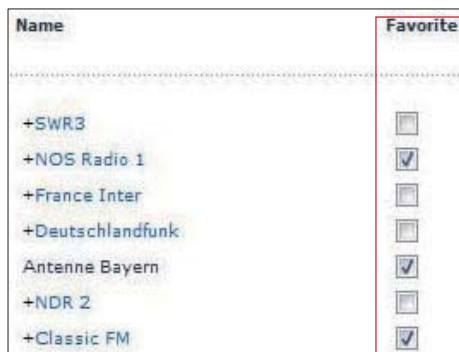 Name Favorite
+SWR3
+NOS Radio 1
+France Inter
+Deutschlandfunk
Antenne Bayern
+NDR 2
+Classic FM